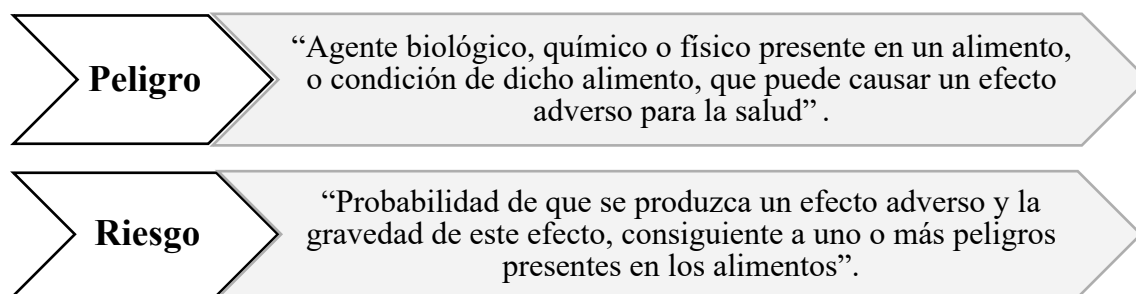 Peligro
“Agente biológico, químico o físico presente en un alimento,
o condición de dicho alimento, que puede causar un efecto
adverso para la salud” .
Riesgo
“Probabilidad de que se produzca un efecto adverso y la
gravedad de este efecto, consiguiente a uno o más peligros
presentes en los alimentos”.